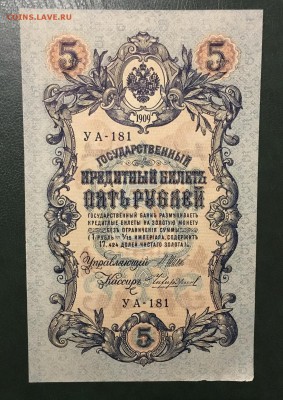 COINS.LAVE.RU
5 5
1909
УА-181
ГОСУДАРСТВЕННЫЙ
КРЕДИТНЫЙ БИЛЕТЪ
ПЯТЬ РУБЛЕЙ
ГОСУДАРСТВЕННЫЙ БАНКЪ РАЗМѢНИВАЕТЪ
КРЕДИТНЫЕ БИЛЕТЫ НА ЗОЛОТУЮ МОНЕТУ
БЕЗЪ ОГРАНИЧЕНІЯ СУММЫ
(1 РУБЛЬ = 1/15 ИМПЕРІАЛА, СОДЕРЖИТЪ
17,424 ДОЛЕЙ ЧИСТАГО ЗОЛОТА).
Управляющій
Кассиръ
УА-181
5